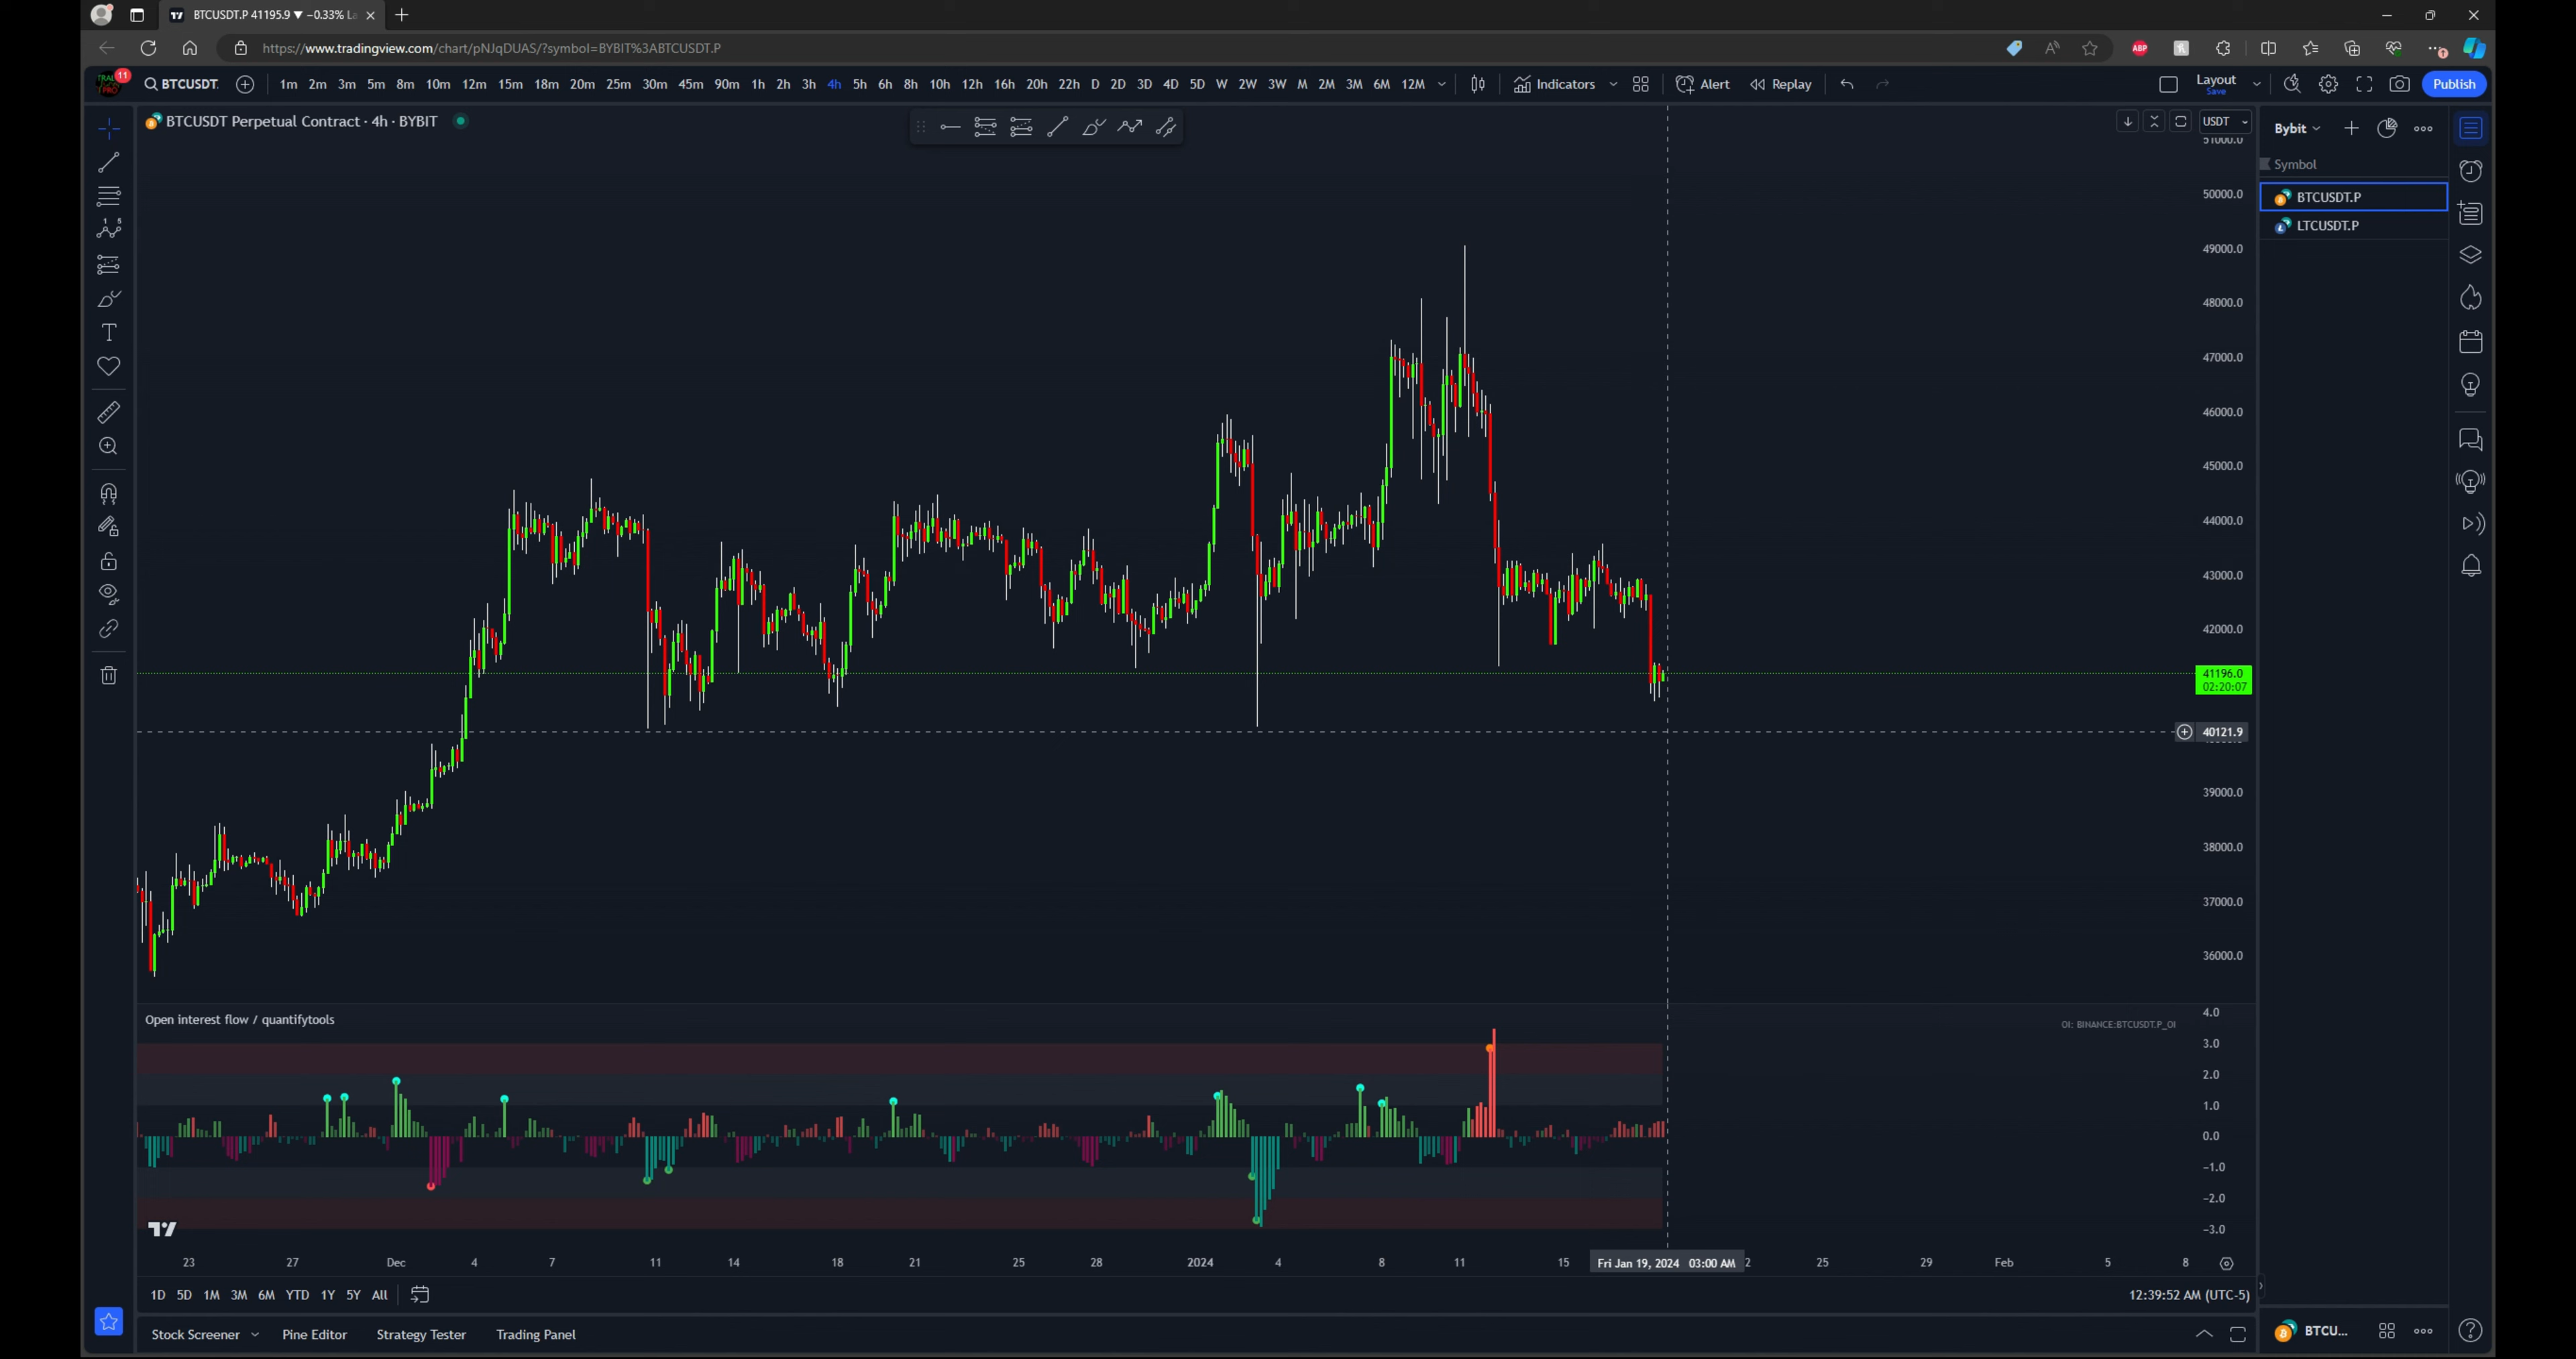 BTCUSDT.P 41195.9 ▼ −0.33% La
https://www.tradingview.com/chart/pNJqDUAS/?symbol=BYBIT%3ABTCUSDT.P
ABP
11
BTCUSDT.
1m 2m 3m 5m 8m 10m 12m 15m 18m 20m 25m 30m 45m 90m 1h 2h 3h 4h 5h 6h 8h 10h 12h 16h 20h 22h D 2D 3D 4D 5D W 2W 3W M 2M 3M 6M 12M
Indicators
Alert
Replay
Layout
Save
Publish
BTCUSDT Perpetual Contract · 4h · BYBIT
USDT
Bybit
Symbol
BTCUSDT.P
LTCUSDT.P
51000.0
50000.0
49000.0
48000.0
47000.0
46000.0
45000.0
44000.0
43000.0
42000.0
41196.0
02:20:07
40121.9
39000.0
38000.0
37000.0
36000.0
Open interest flow / quantifytools
OI: BINANCE:BTCUSDT.P_OI
4.0
3.0
2.0
1.0
0.0
−1.0
−2.0
−3.0
23 27 Dec 4 7 11 14 18 21 25 28 2024 4 8 11 15 Fri Jan 19, 2024 03:00 AM 2 25 29 Feb 5 8
1D 5D 1M 3M 6M YTD 1Y 5Y All
12:39:52 AM (UTC-5)
Stock Screener Pine Editor Strategy Tester Trading Panel
BTCU...